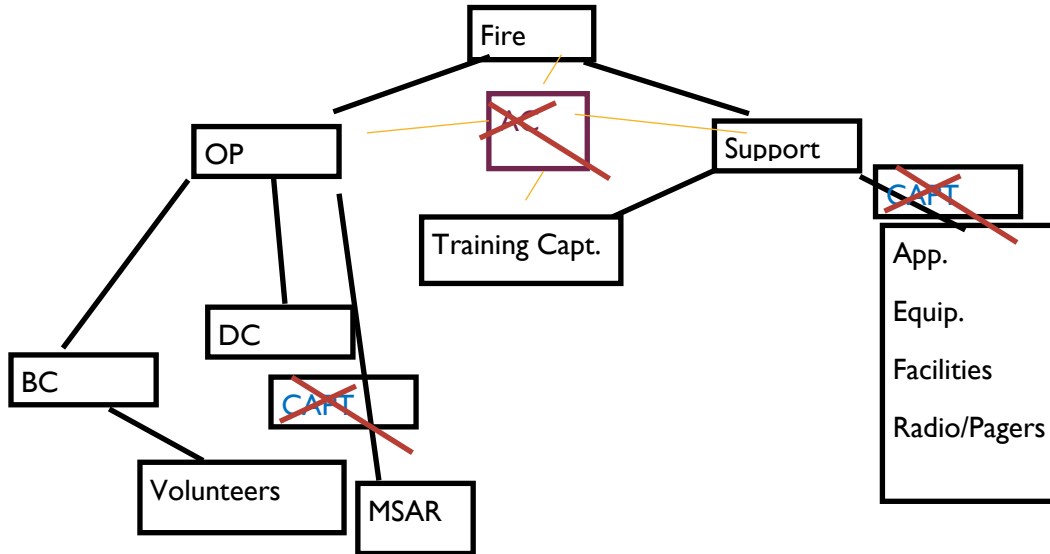 Fire
AC
OP
Support
CAPT
Training Capt.
App.
Equip.
Facilities
Radio/Pagers
DC
BC
CAPT
Volunteers
MSAR